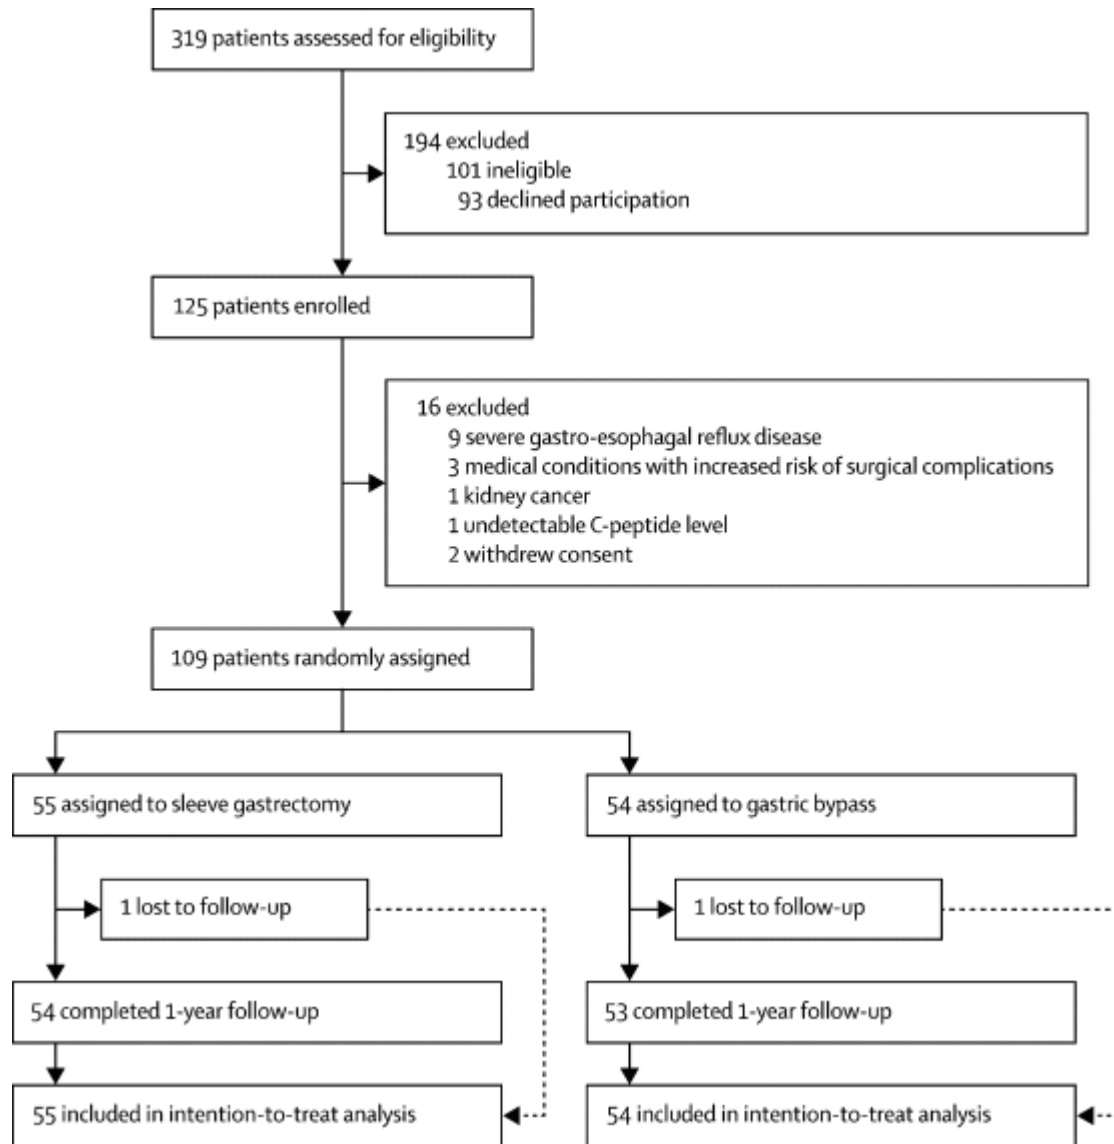 319 patients assessed for eligibility
194 excluded
101 ineligible
93 declined participation
125 patients enrolled
16 excluded
9 severe gastro-esophagal reflux disease
3 medical conditions with increased risk of surgical complications
1 kidney cancer
1 undetectable C-peptide level
2 withdrew consent
109 patients randomly assigned
55 assigned to sleeve gastrectomy
54 assigned to gastric bypass
1 lost to follow-up
1 lost to follow-up
54 completed 1-year follow-up
53 completed 1-year follow-up
55 included in intention-to-treat analysis
54 included in intention-to-treat analysis